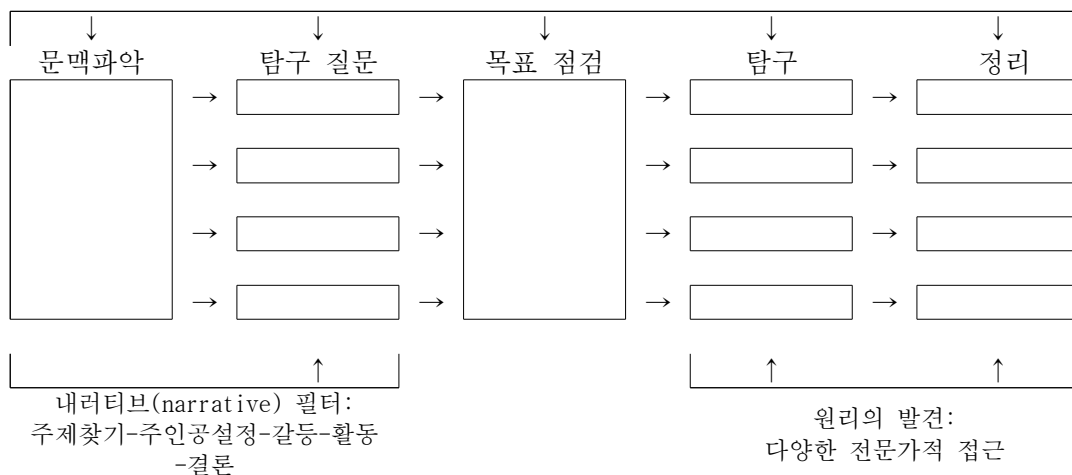 문맥파악 탐구 질문 목표 점검 탐구 정리
내러티브(narrative) 필터:
주제찾기-주인공설정-갈등-활동
-결론
원리의 발견:
다양한 전문가적 접근